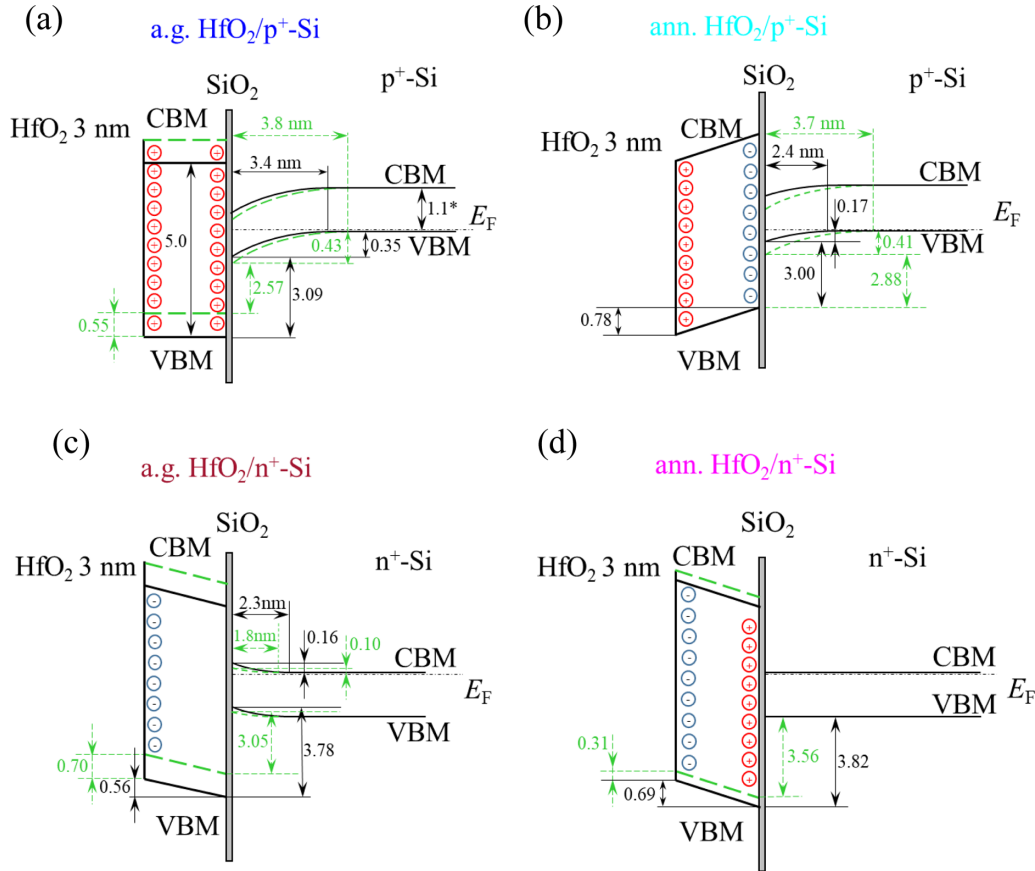 (a)
a.g. HfO₂/p⁺-Si
SiO₂
p⁺-Si
CBM
HfO₂ 3 nm
3.8 nm
3.4 nm
CBM
1.1*
E_F
VBM
5.0
0.43
0.35
2.57
3.09
0.55
VBM
(b)
ann. HfO₂/p⁺-Si
SiO₂
p⁺-Si
CBM
HfO₂ 3 nm
3.7 nm
2.4 nm
CBM
0.17
E_F
VBM
0.41
3.00
2.88
0.78
VBM
(c)
a.g. HfO₂/n⁺-Si
SiO₂
n⁺-Si
CBM
HfO₂ 3 nm
2.3nm
1.8nm
0.16
0.10
CBM
E_F
VBM
3.05
3.78
0.70
0.56
VBM
(d)
ann. HfO₂/n⁺-Si
SiO₂
n⁺-Si
CBM
HfO₂ 3 nm
CBM
E_F
VBM
0.31
3.56
3.82
0.69
VBM